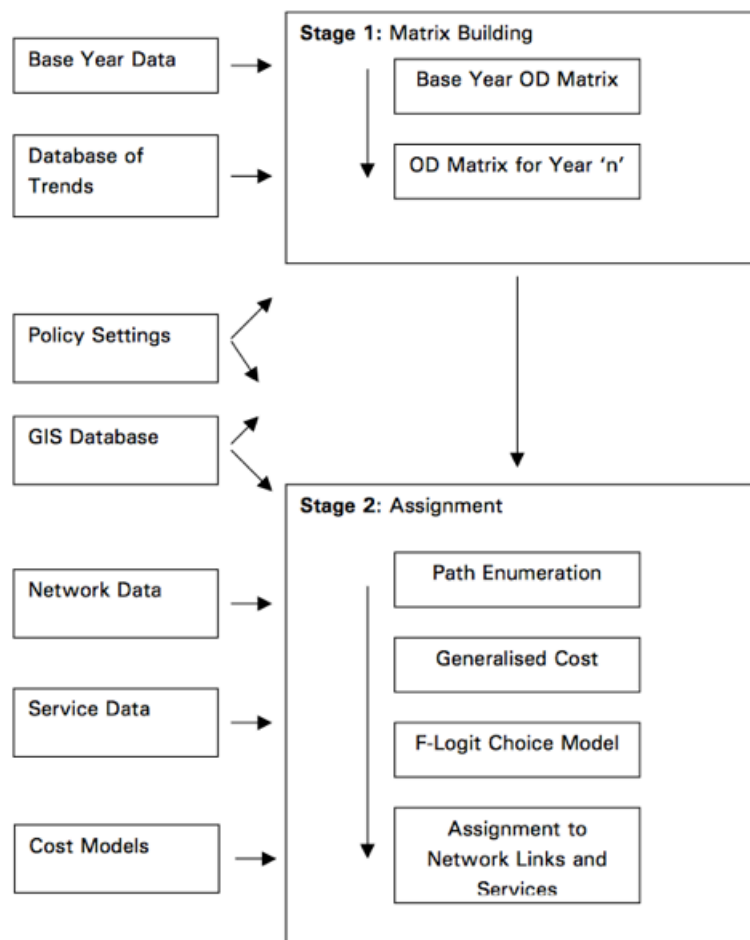 Stage 1: Matrix Building
Base Year Data
Base Year OD Matrix
Database of
Trends
OD Matrix for Year ‘n’
Policy Settings
GIS Database
Stage 2: Assignment
Path Enumeration
Network Data
Generalised Cost
Service Data
F-Logit Choice Model
Cost Models
Assignment to
Network Links and
Services